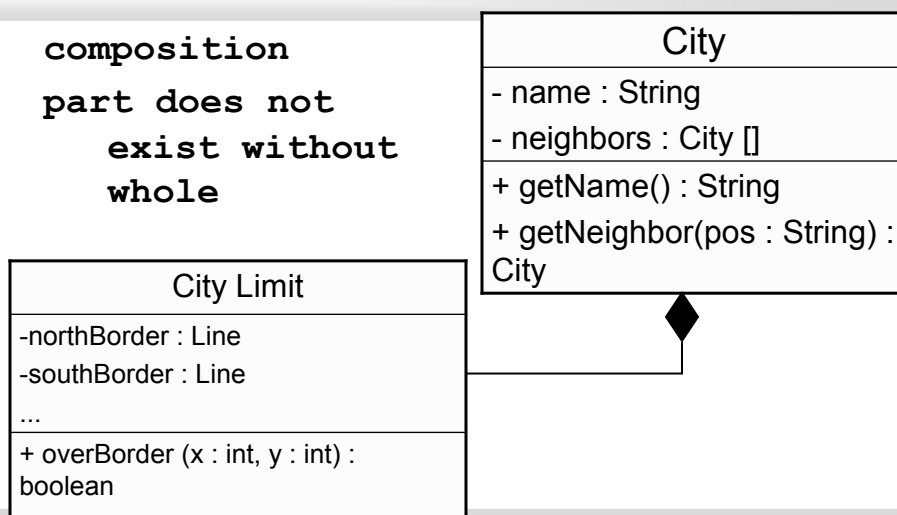 composition
part does not
exist without
whole
City
- name : String
- neighbors : City []
+ getName() : String
+ getNeighbor(pos : String) :
City
City Limit
-northBorder : Line
-southBorder : Line
...
+ overBorder (x : int, y : int) :
boolean